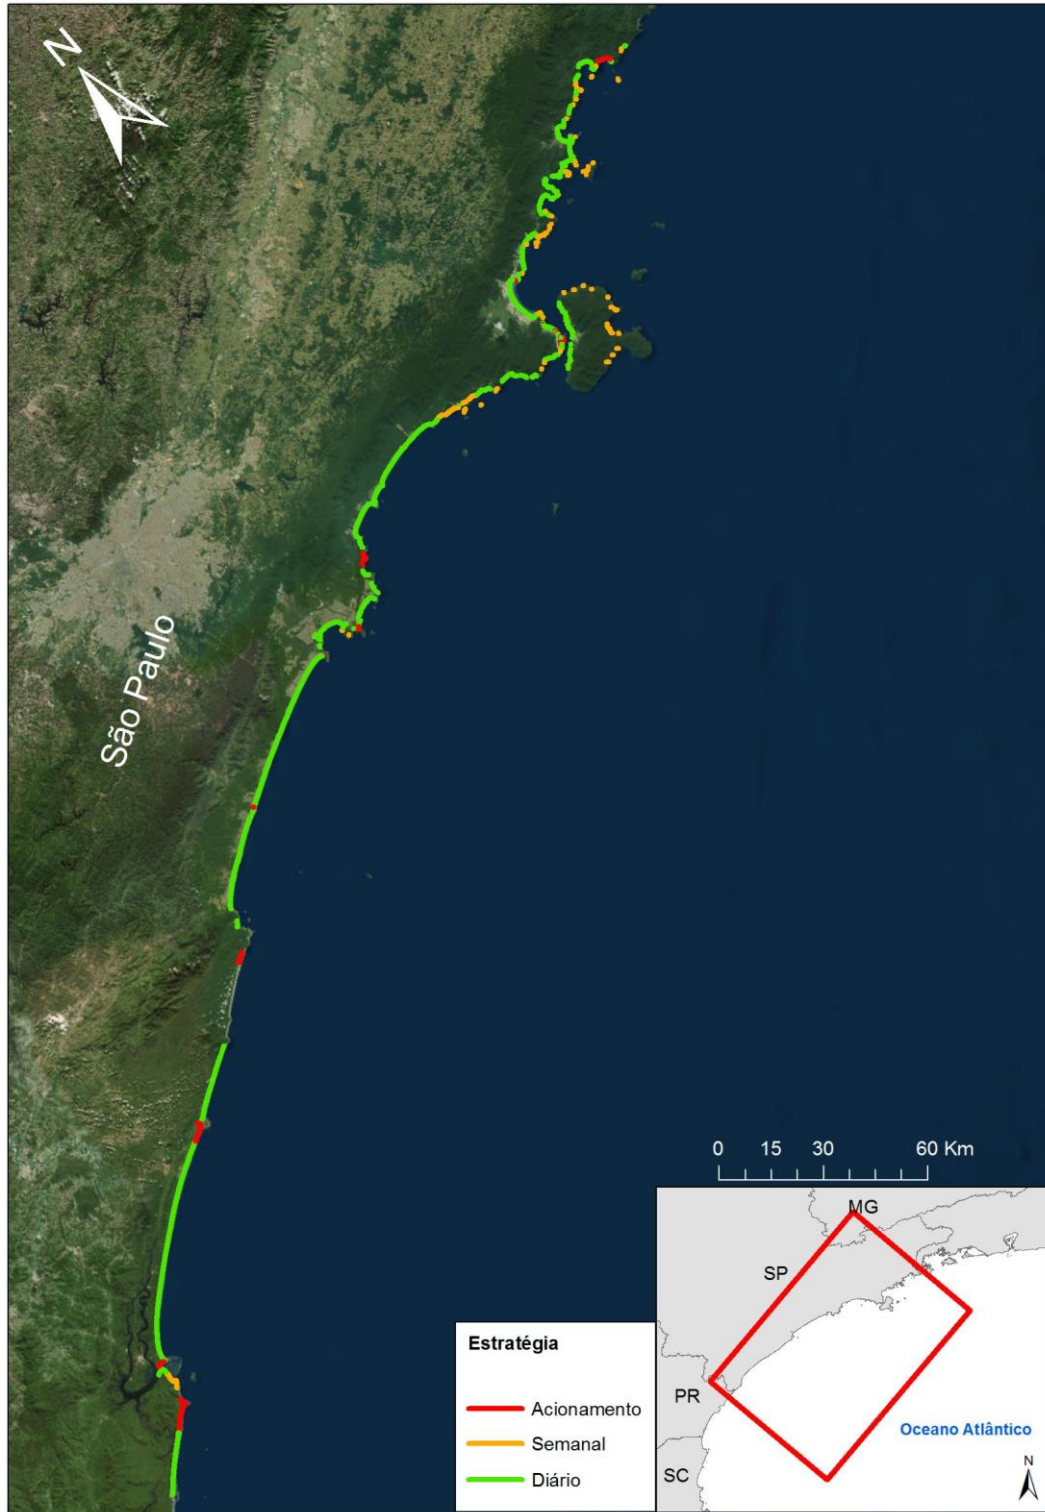 N
São Paulo
0 15 30 60 Km
MG
SP
PR
SC
Oceano Atlântico
N
Estratégia
Acionamento
Semanal
Diário